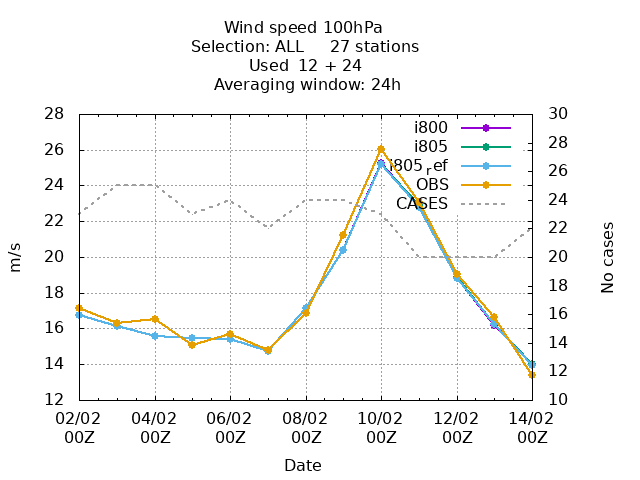 Wind speed 100hPa
Selection: ALL 27 stations
Used 12 + 24
Averaging window: 24h
28 30
26 28
24 26
22 24
20 22
18 20
16 18
14 16
12 14
12
10
i800
i805
i805ref
OBS
CASES
m/s
No cases
02/02 04/02 06/02 08/02 10/02 12/02 14/02
00Z 00Z 00Z 00Z 00Z 00Z 00Z
Date